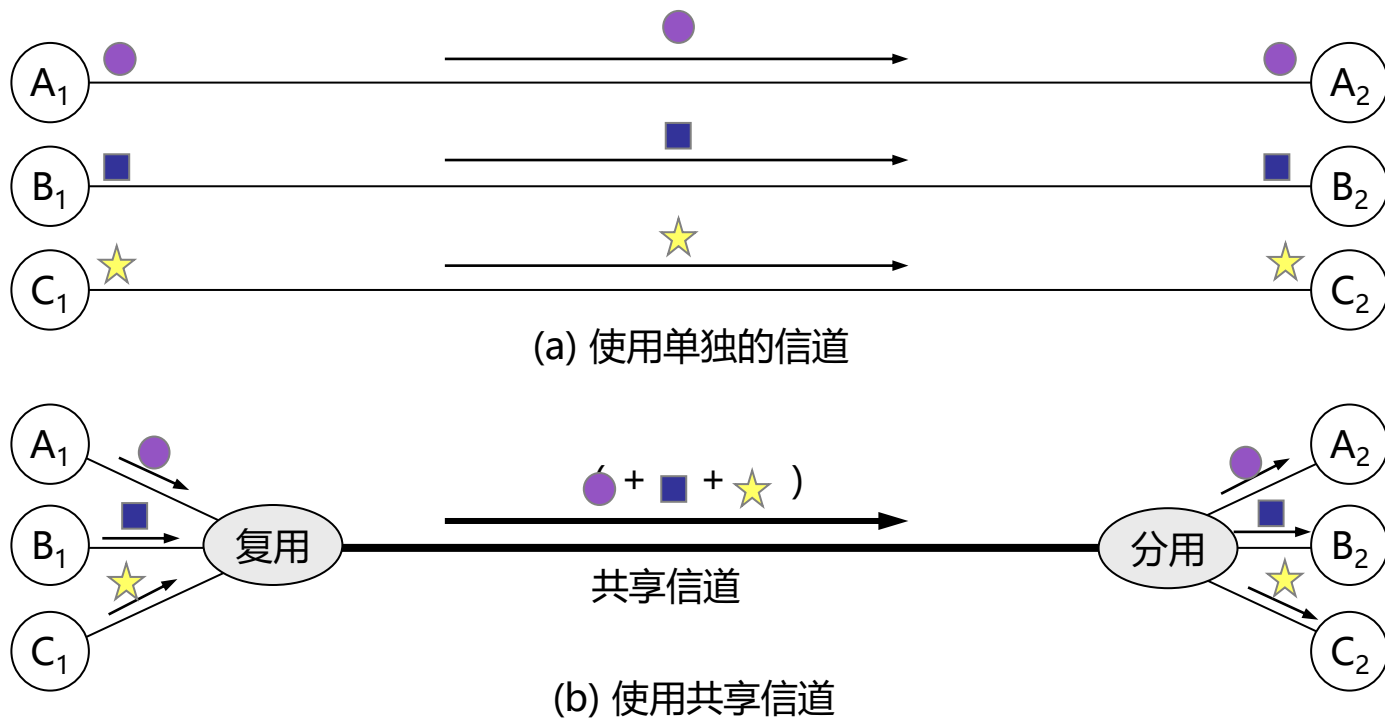 A₁ A₂
B₁ B₂
C₁ C₂
(a) 使用单独的信道
A₁ A₂
( + + )
B₁ 复用 分用 B₂
共享信道
C₁ C₂
(b) 使用共享信道